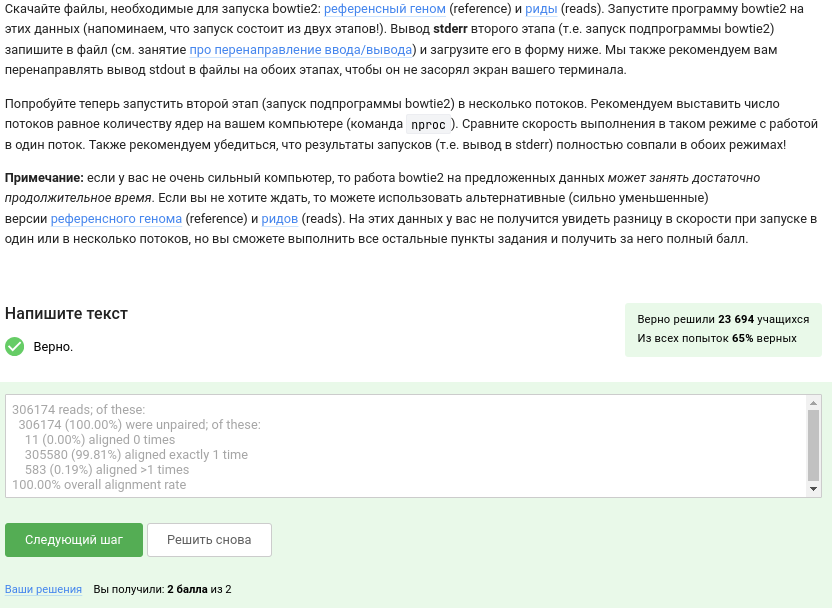 Скачайте файлы, необходимые для запуска bowtie2: референсный геном (reference) и риды (reads). Запустите программу bowtie2 на
этих данных (напоминаем, что запуск состоит из двух этапов!). Вывод stderr второго этапа (т.е. запуск подпрограммы bowtie2)
запишите в файл (см. занятие про перенаправление ввода/вывода) и загрузите его в форму ниже. Мы также рекомендуем вам
перенаправлять вывод stdout в файлы на обоих этапах, чтобы он не засорял экран вашего терминала.
Попробуйте теперь запустить второй этап (запуск подпрограммы bowtie2) в несколько потоков. Рекомендуем выставить число
потоков равное количеству ядер на вашем компьютере (команда nproc ). Сравните скорость выполнения в таком режиме с работой
в один поток. Также рекомендуем убедиться, что результаты запусков (т.е. вывод в stderr) полностью совпали в обоих режимах!
Примечание: если у вас не очень сильный компьютер, то работа bowtie2 на предложенных данных может занять достаточно
продолжительное время. Если вы не хотите ждать, то можете использовать альтернативные (сильно уменьшенные)
версии референсного генома (reference) и ридов (reads). На этих данных у вас не получится увидеть разницу в скорости при запуске в
один или в несколько потоков, но вы сможете выполнить все остальные пункты задания и получить за него полный балл.
Напишите текст
Верно.
Верно решили 23 694 учащихся
Из всех попыток 65% верных
306174 reads; of these:
306174 (100.00%) were unpaired; of these:
11 (0.00%) aligned 0 times
305580 (99.81%) aligned exactly 1 time
583 (0.19%) aligned >1 times
100.00% overall alignment rate
Следующий шаг
Решить снова
Ваши решения Вы получили: 2 балла из 2